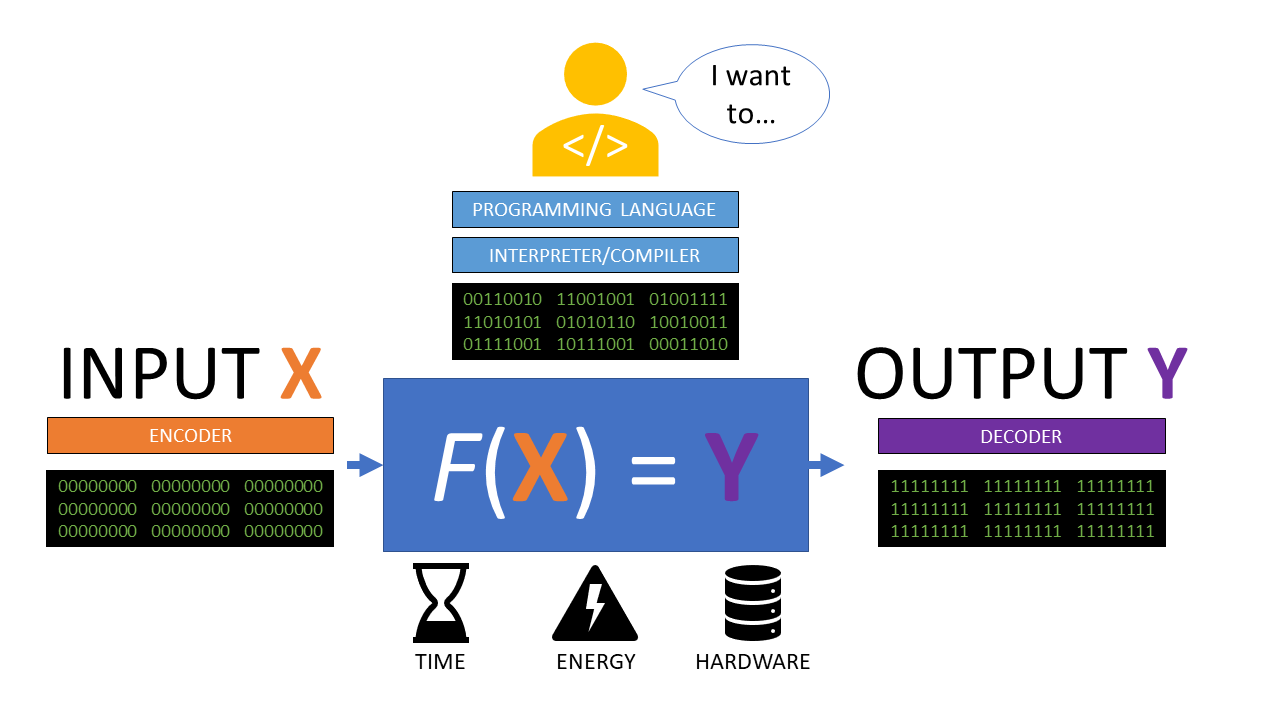 I want
to...
</>
PROGRAMMING LANGUAGE
INTERPRETER/COMPILER
00110010 11001001 01001111
11010101 01010110 10010011
01111001 10111001 00011010
INPUT X
ENCODER
00000000 00000000 00000000
00000000 00000000 00000000
00000000 00000000 00000000
F(X) = Y
OUTPUT Y
DECODER
11111111 11111111 11111111
11111111 11111111 11111111
11111111 11111111 11111111
TIME
ENERGY
HARDWARE